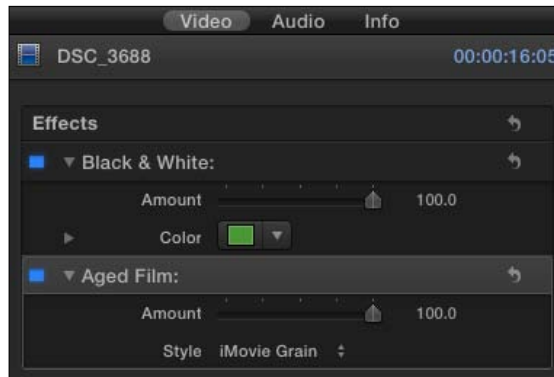 Video Audio Info
DSC_3688 00:00:16:05
Effects
Black & White:
Amount 100.0
Color
Aged Film:
Amount 100.0
Style iMovie Grain